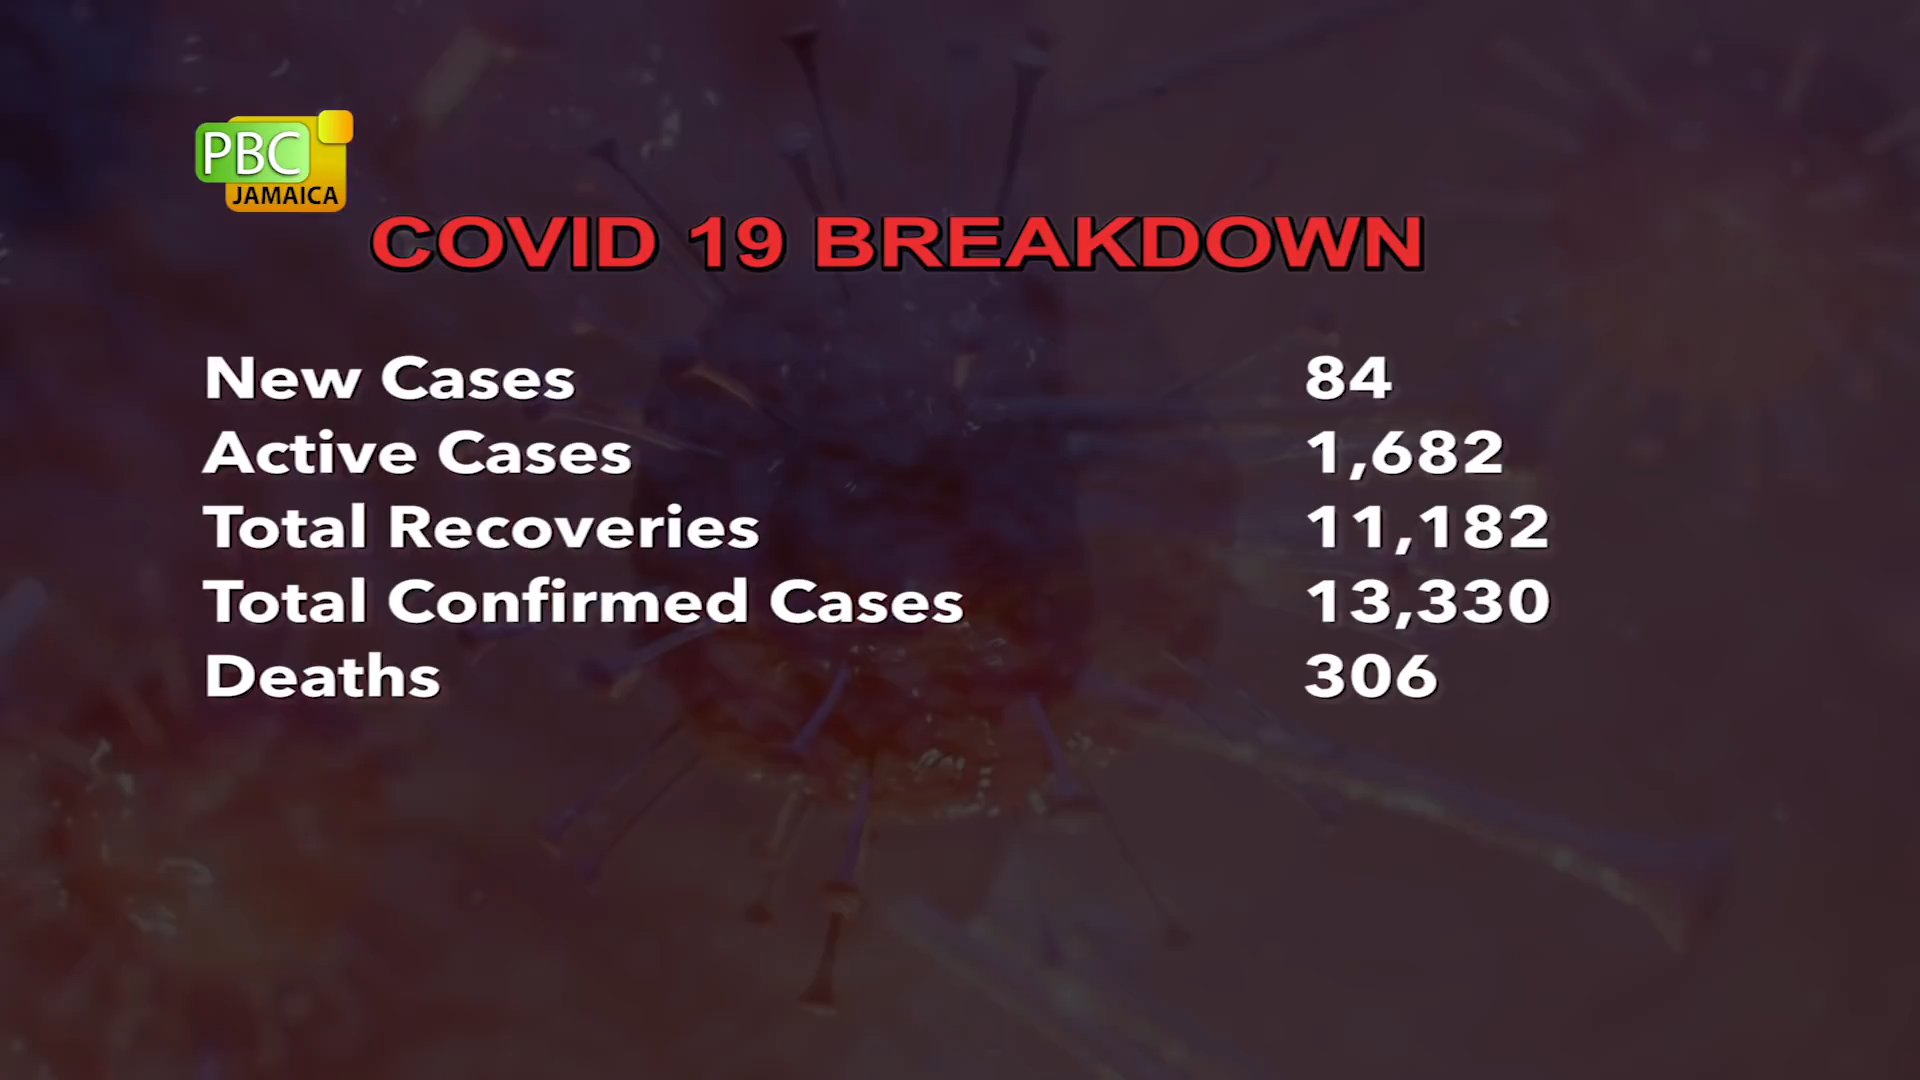 PBC
JAMAICA
COVID 19 BREAKDOWN
New Cases 84
Active Cases 1,682
Total Recoveries 11,182
Total Confirmed Cases 13,330
Deaths 306